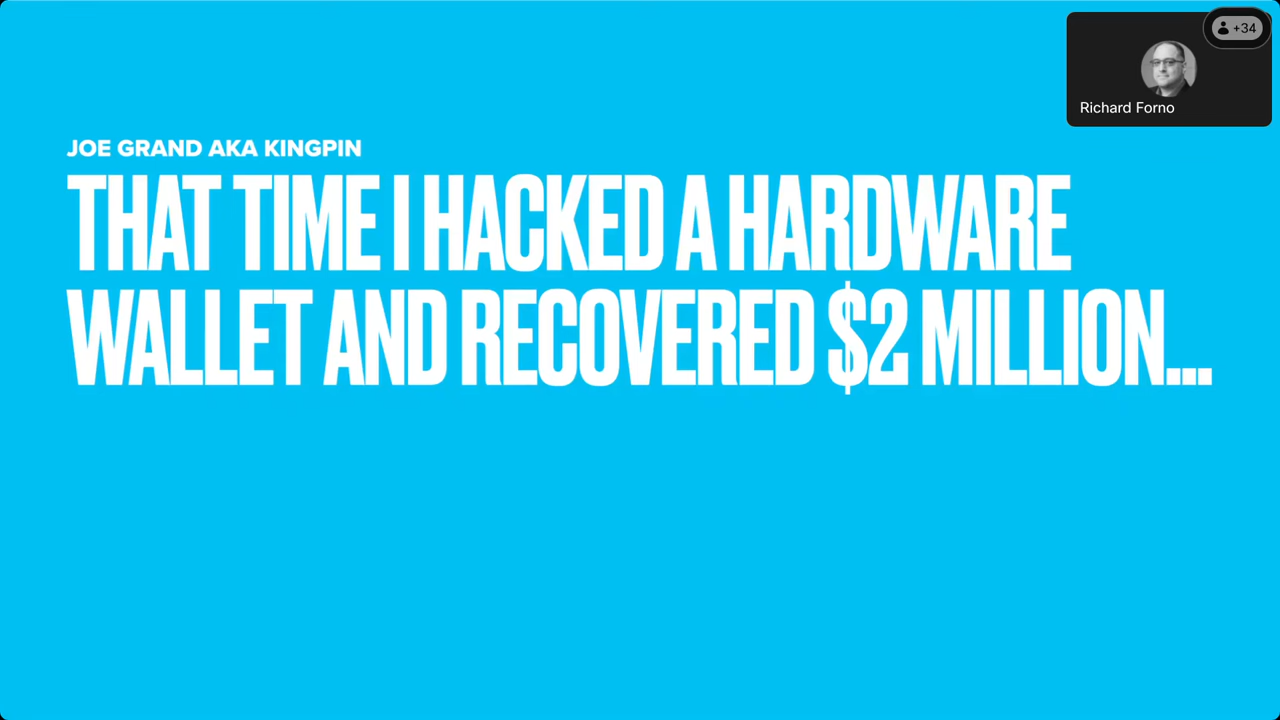 +34
Richard Forno
JOE GRAND AKA KINGPIN
THAT TIME I HACKED A HARDWARE
WALLET AND RECOVERED $2 MILLION...